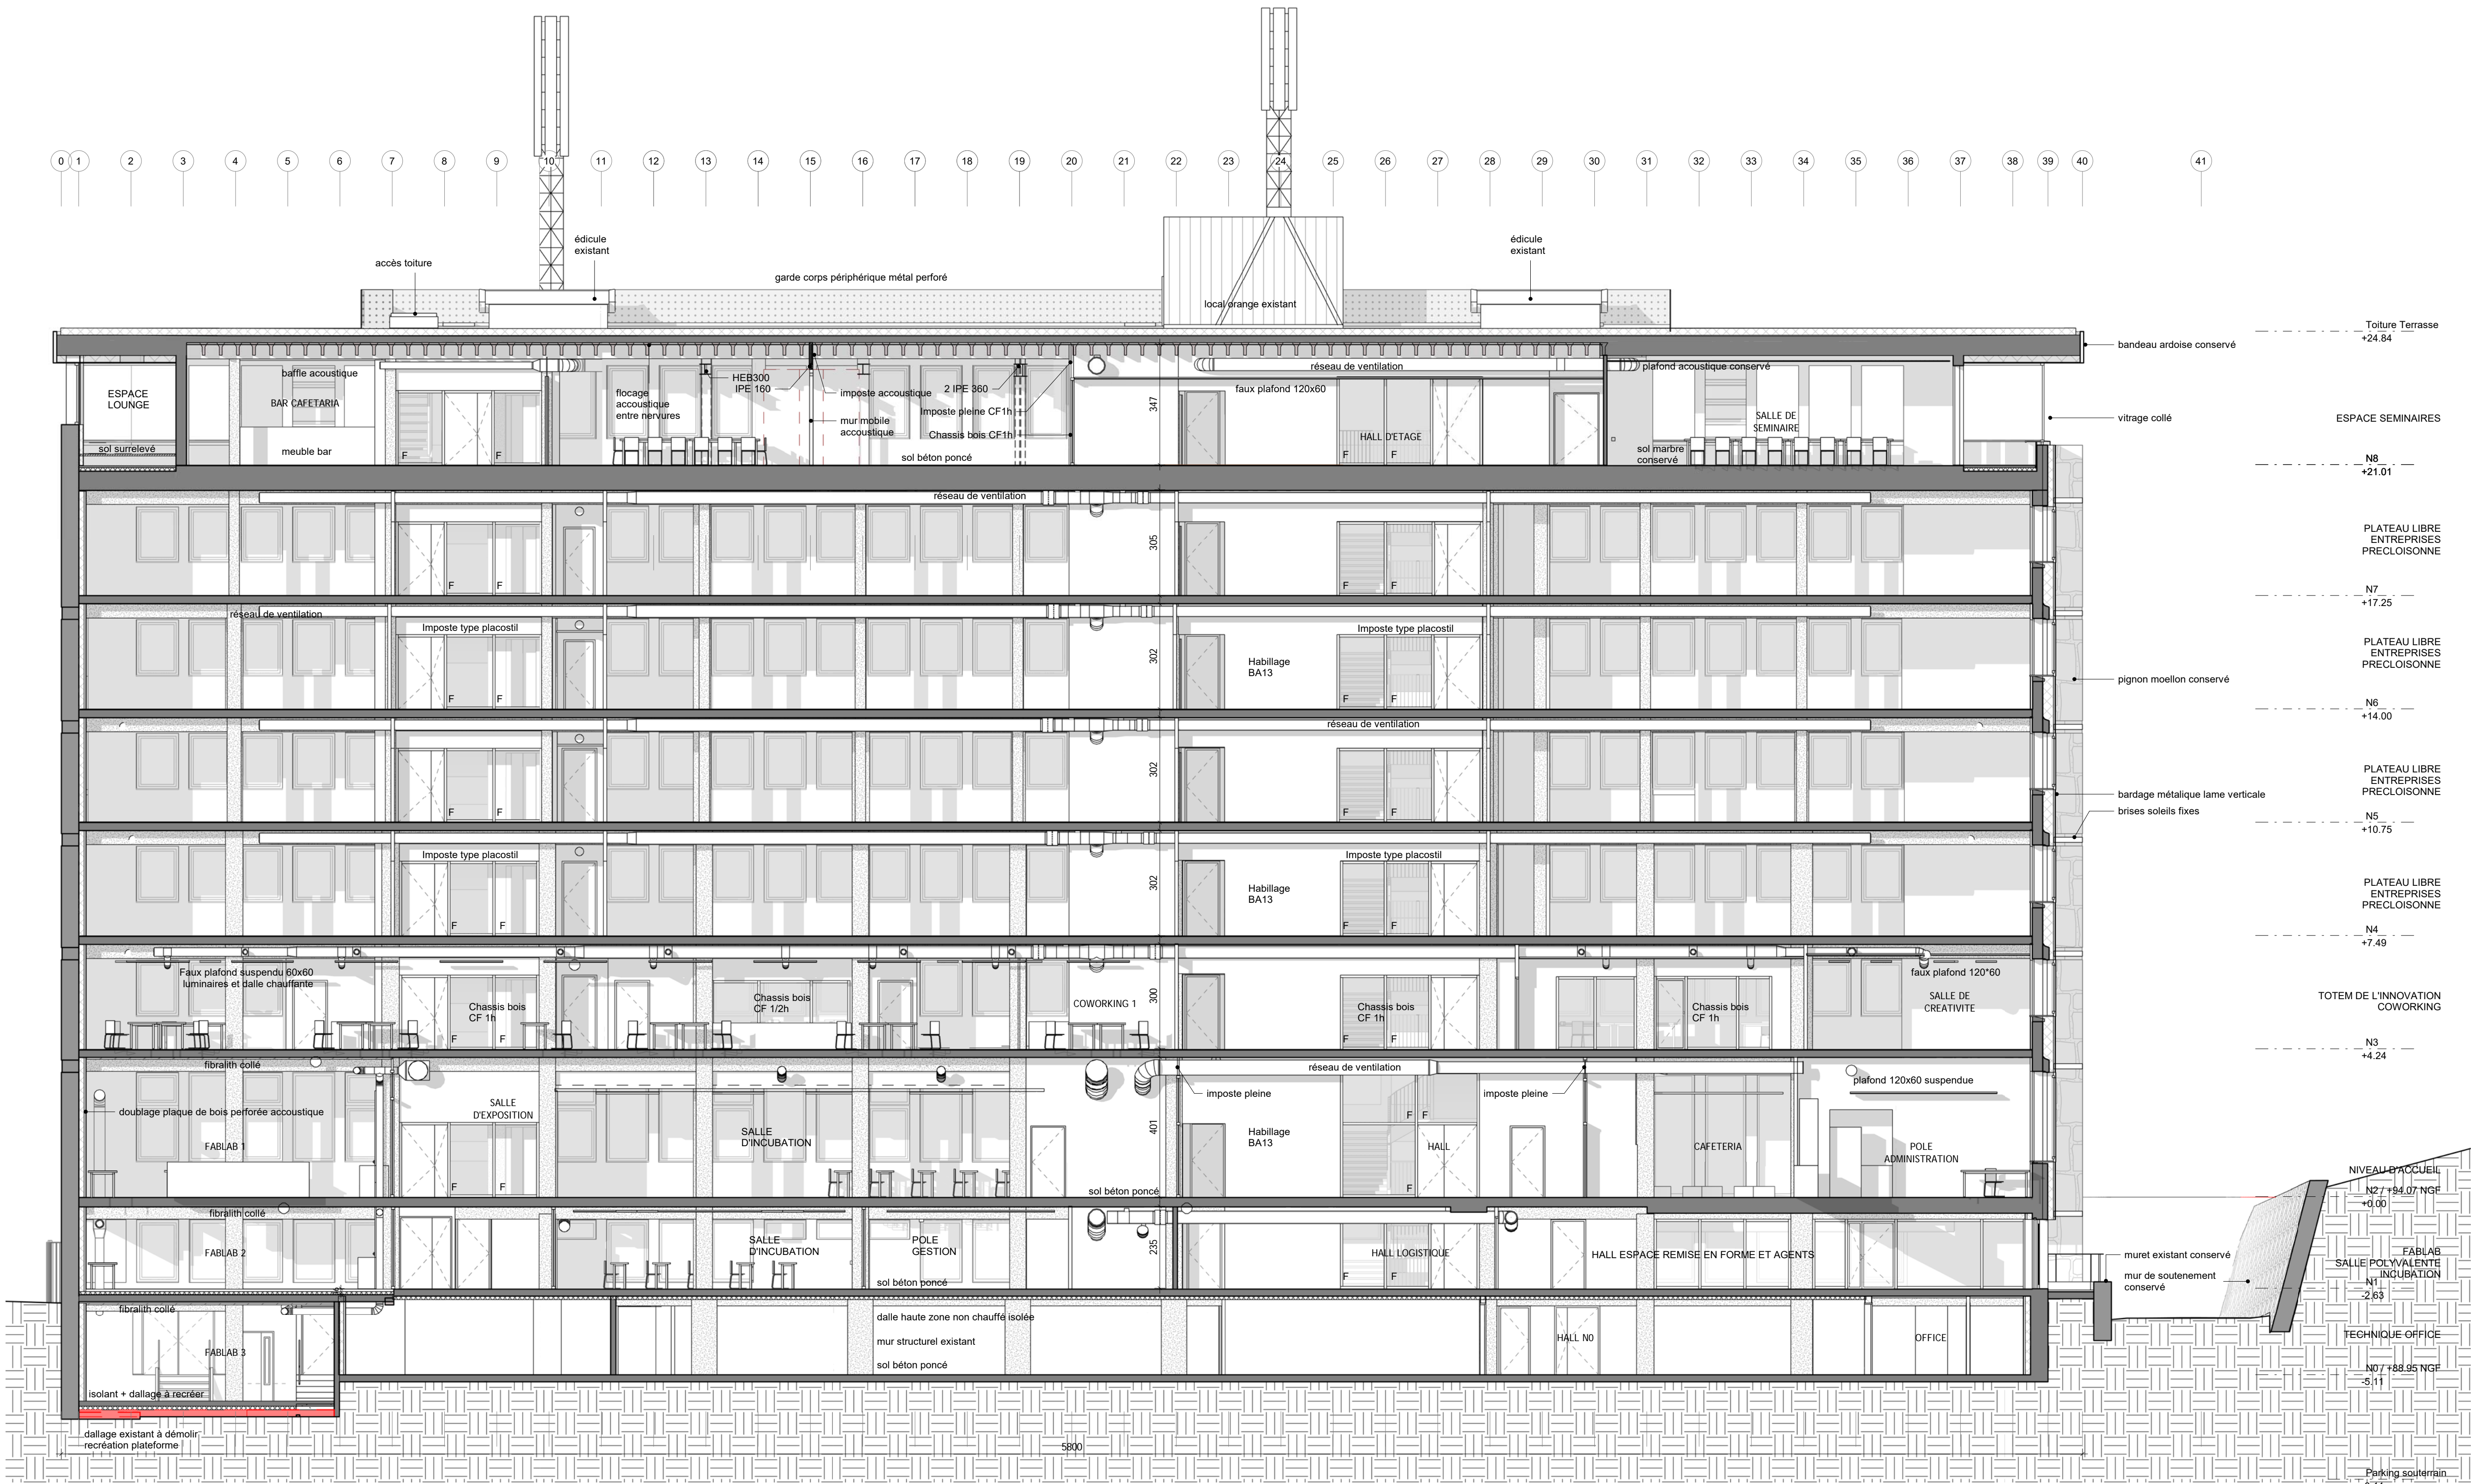 0 1 2 3 4 5 6 7 8 9 10 11 12 13 14 15 16 17 18 19 20 21 22 23 24 25 26 27 28 29 30 31 32 33 34 35 36 37 38 39 40 41
édicule
existant
édicule
existant
accès toiture
garde corps périphérique métal perforé
local orange existant
Toiture Terrasse
+24.84
bandeau ardoise conservé
baffle acoustique
HEB300
IPE 160
2 IPE 360
réseau de ventilation
plafond acoustique conservé
ESPACE
LOUNGE
BAR CAFETARIA
flocage
accoustique
entre nervures
imposte accoustique
Imposte pleine CF1h
faux plafond 120x60
347
mur mobile
accoustique
Chassis bois CF1h
HALL D'ETAGE
SALLE DE
SEMINAIRE
vitrage collé
ESPACE SEMINAIRES
sol surrelevé
meuble bar
F
F
sol béton poncé
F
F
sol marbre
conservé
N8
+21.01
réseau de ventilation
305
F
F
F
F
PLATEAU LIBRE
ENTREPRISES
PRECLOISONNE
N7
+17.25
réseau de ventilation
Imposte type placostil
Imposte type placostil
302
Habillage
BA13
F
F
F
F
PLATEAU LIBRE
ENTREPRISES
PRECLOISONNE
pignon moellon conservé
N6
+14.00
réseau de ventilation
302
F
F
F
F
PLATEAU LIBRE
ENTREPRISES
PRECLOISONNE
bardage métalique lame verticale
brises soleils fixes
N5
+10.75
Imposte type placostil
Imposte type placostil
302
Habillage
BA13
F
F
F
F
PLATEAU LIBRE
ENTREPRISES
PRECLOISONNE
N4
+7.49
Faux plafond suspendu 60x60
luminaires et dalle chauffante
Chassis bois
CF 1h
Chassis bois
CF 1/2h
COWORKING 1
300
Chassis bois
CF 1h
Chassis bois
CF 1h
faux plafond 120*60
SALLE DE
CREATIVITE
F
F
F
F
TOTEM DE L'INNOVATION
COWORKING
N3
+4.24
fibralith collé
réseau de ventilation
plafond 120x60 suspendue
imposte pleine
imposte pleine
doublage plaque de bois perforée accoustique
SALLE
D'EXPOSITION
SALLE
D'INCUBATION
401
Habillage
BA13
F
F
FABLAB 1
HALL
CAFETERIA
POLE
ADMINISTRATION
F
F
sol béton poncé
F
NIVEAU D'ACCUEIL
N2 / +94.07 NGF
+0.00
fibralith collé
FABLAB 2
SALLE
D'INCUBATION
POLE
GESTION
235
HALL LOGISTIQUE
HALL ESPACE REMISE EN FORME ET AGENTS
sol béton poncé
F
F
muret existant conservé
mur de soutenement
conservé
FABLAB
SALLE POLYVALENTE
INCUBATION
N1
-2.63
fibralith collé
dalle haute zone non chauffé isolée
mur structurel existant
sol béton poncé
FABLAB 3
HALL N0
OFFICE
TECHNIQUE OFFICE
N0 / +88.95 NGF
-5.11
isolant + dallage à recréer
dallage existant à démolir
recréation plateforme
5800
Parking souterrain